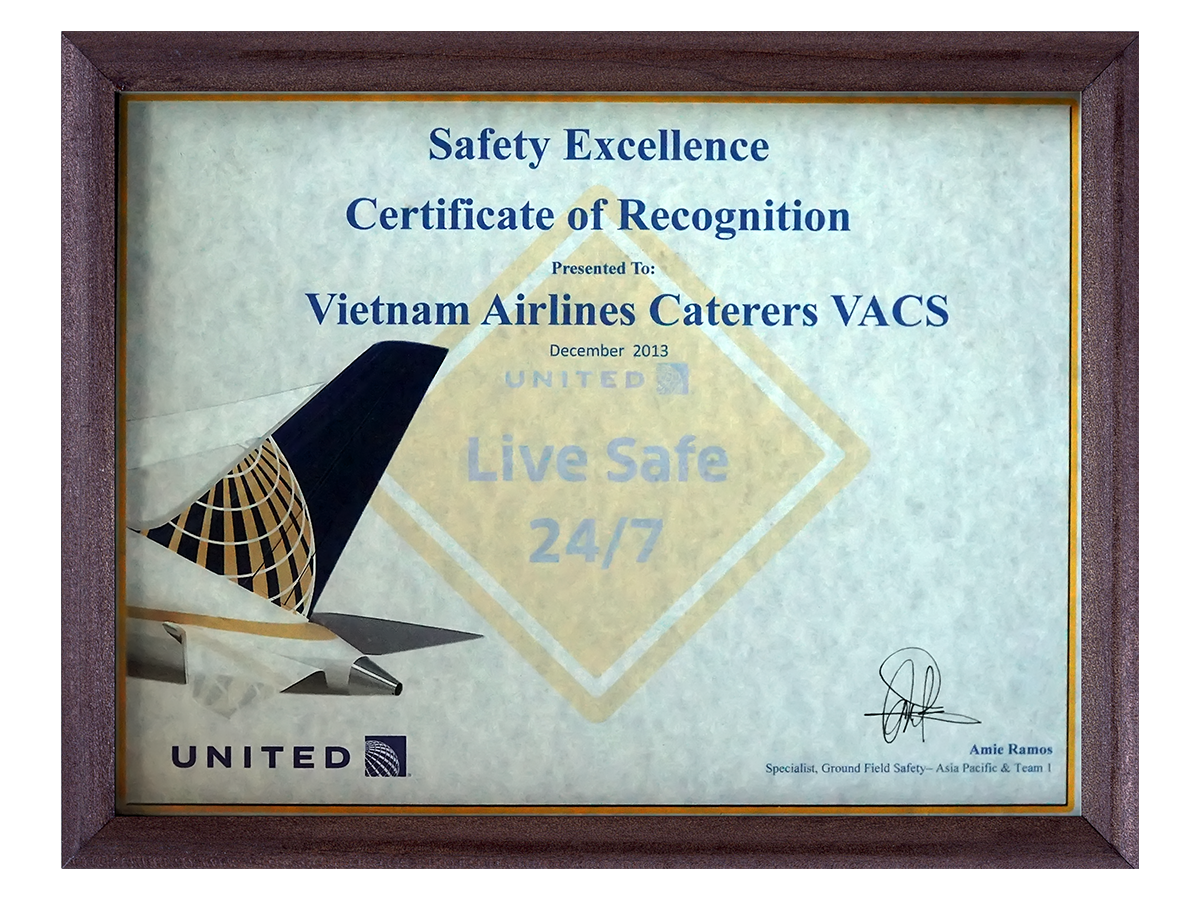 Safety Excellence
Certificate of Recognition
Presented To:
Vietnam Airlines Caterers VACS
December 2013
UNITED
Live Safe
24/7
UNITED
Amie Ramos
Specialist, Ground Field Safety– Asia Pacific & Team 1